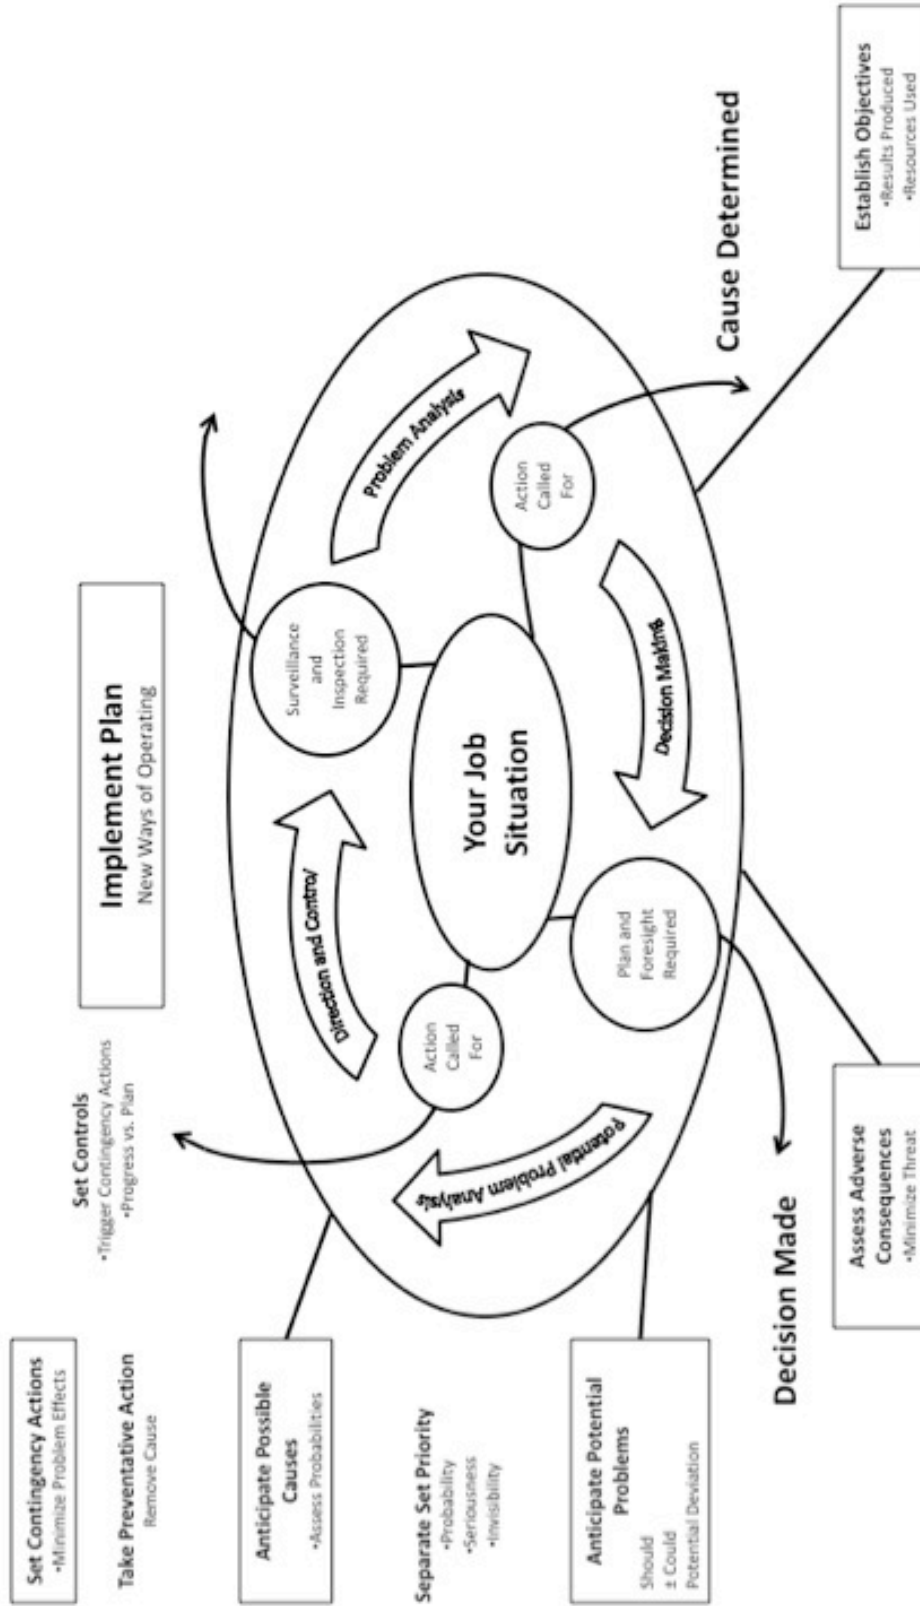 Set Contingency Actions
•Minimize Problem Effects
Take Preventative Action
Remove Cause
Set Controls
•Trigger Contingency Actions
•Progress vs. Plan
Implement Plan
New Ways of Operating
Anticipate Possible
Causes
•Assess Probabilities
Separate Set Priority
•Probability
•Seriousness
•Invisibility
Anticipate Potential
Problems
Should
± Could
Potential Deviation
Direction and Control
Surveillance
and
Inspection
Required
Problem Analysis
Action
Called
For
Your Job
Situation
Action
Called
For
Potential Problem Analysis
Plan and
Foresight
Required
Decision Making
Decision Made
Cause Determined
Assess Adverse
Consequences
•Minimize Threat
Establish Objectives
•Results Produced
•Resources Used